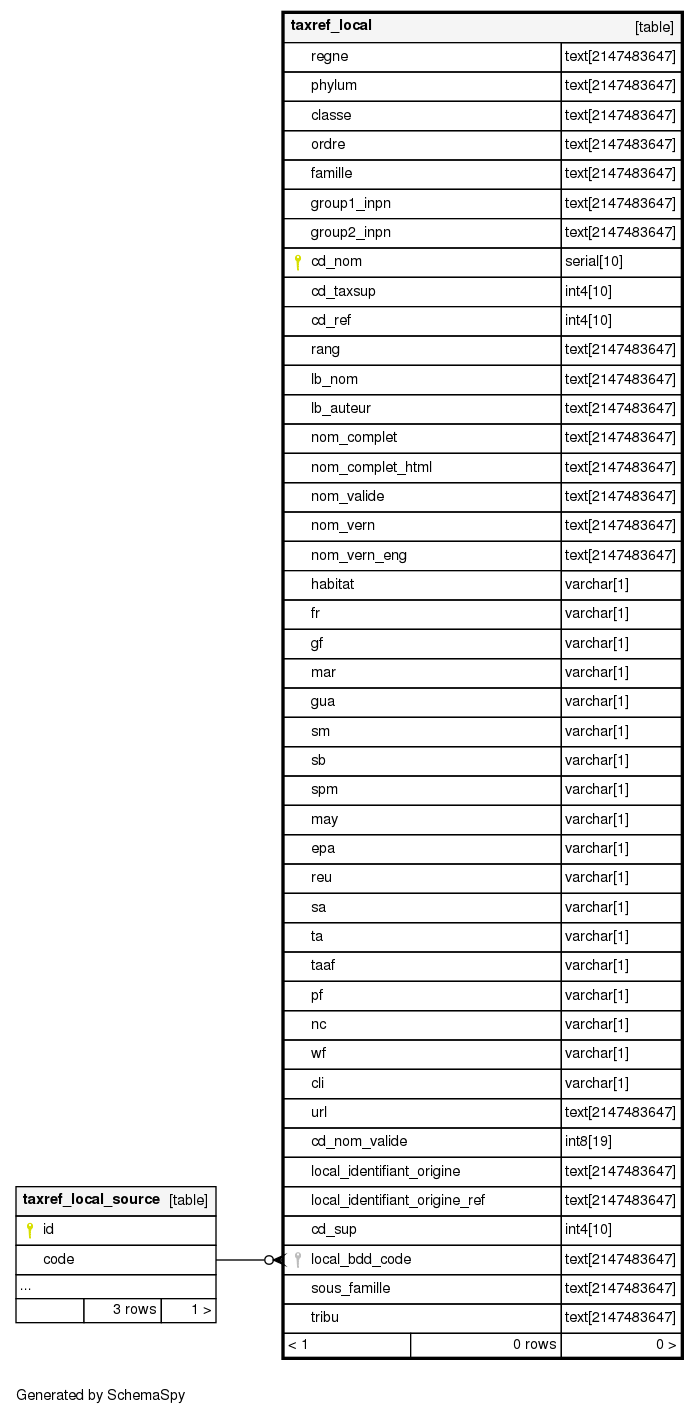 taxref_local [table]
regne text[2147483647]
phylum text[2147483647]
classe text[2147483647]
ordre text[2147483647]
famille text[2147483647]
group1_inpn text[2147483647]
group2_inpn text[2147483647]
cd_nom serial[10]
cd_taxsup int4[10]
cd_ref int4[10]
rang text[2147483647]
lb_nom text[2147483647]
lb_auteur text[2147483647]
nom_complet text[2147483647]
nom_complet_html text[2147483647]
nom_valide text[2147483647]
nom_vern text[2147483647]
nom_vern_eng text[2147483647]
habitat varchar[1]
fr varchar[1]
gf varchar[1]
mar varchar[1]
gua varchar[1]
sm varchar[1]
sb varchar[1]
spm varchar[1]
may varchar[1]
epa varchar[1]
reu varchar[1]
sa varchar[1]
ta varchar[1]
taaf varchar[1]
pf varchar[1]
nc varchar[1]
wf varchar[1]
cli varchar[1]
url text[2147483647]
cd_nom_valide int8[19]
local_identifiant_origine text[2147483647]
local_identifiant_origine_ref text[2147483647]
cd_sup int4[10]
local_bdd_code text[2147483647]
sous_famille text[2147483647]
tribu text[2147483647]
< 1 0 rows 0 >
taxref_local_source [table]
id
code
...
3 rows 1 >
Generated by SchemaSpy